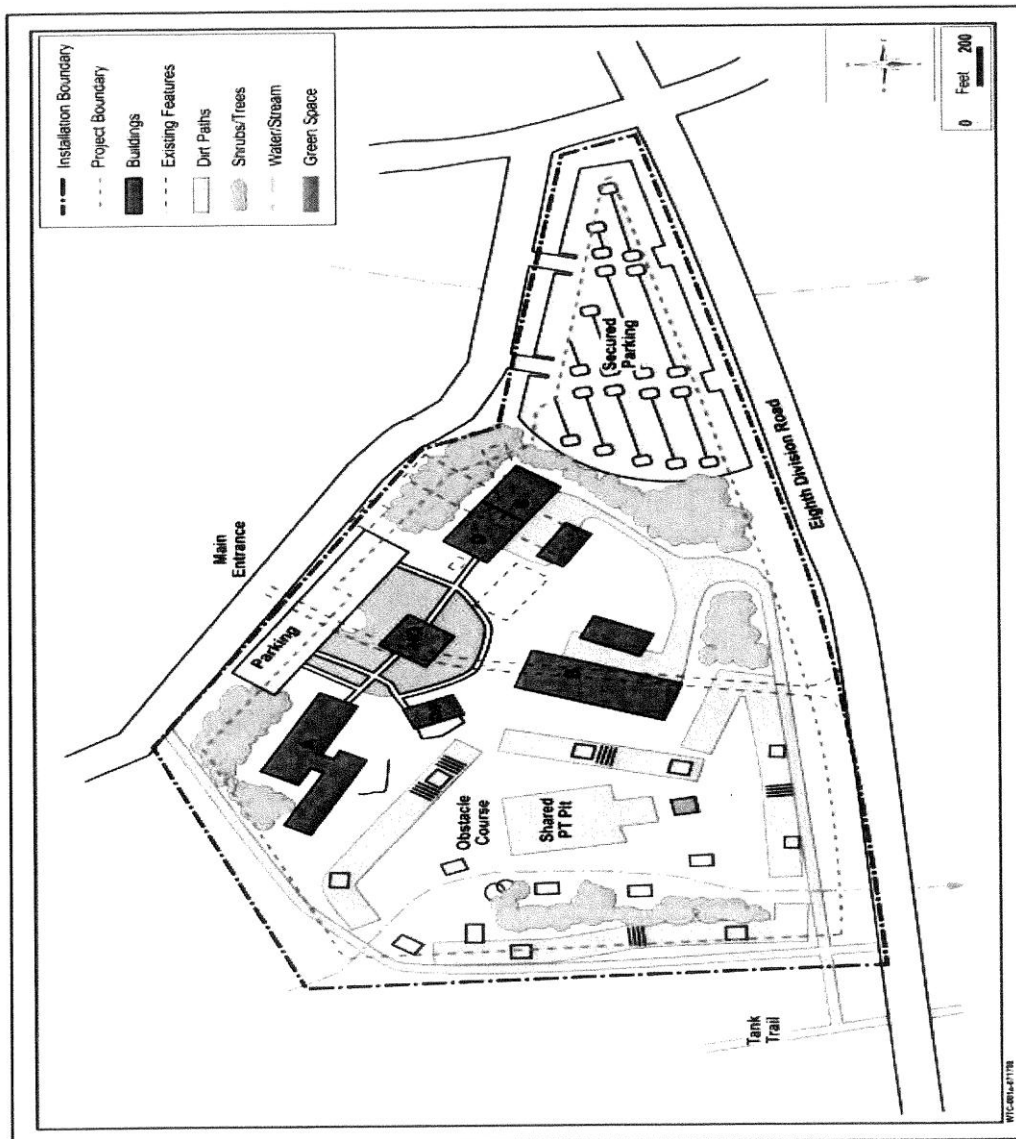 Installation Boundary
Project Boundary
Buildings
Existing Features
Dirt Paths
Shrubs/Trees
Water/Stream
Green Space
Main
Entrance
Parking
Secured
Parking
Eighth Division Road
Obstacle
Course
Shared
PT Pit
Tank
Trail
0 Feet 200